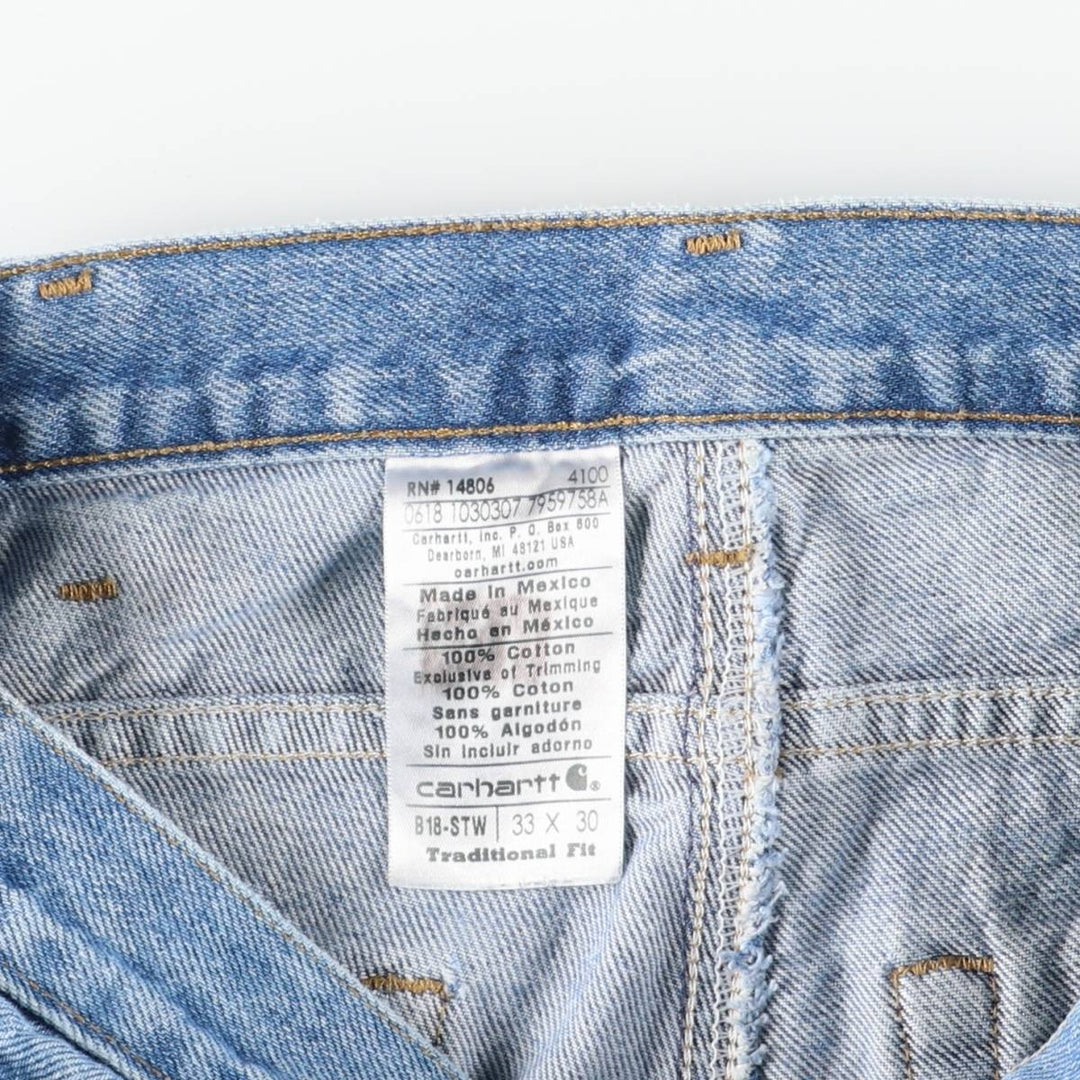 RN# 14806 4100
0618 1030307 7959758A
Carhartt, Inc. P. O. Box 600
Dearborn, MI 48121 USA
carhartt.com
Made in Mexico
Fabriqué au Mexique
Hecho en México
100% Cotton
Exclusive of Trimming
100% Coton
Sans garniture
100% Algodón
Sin incluir adorno
carhartt ®
B18-STW 33 X 30
Traditional Fit